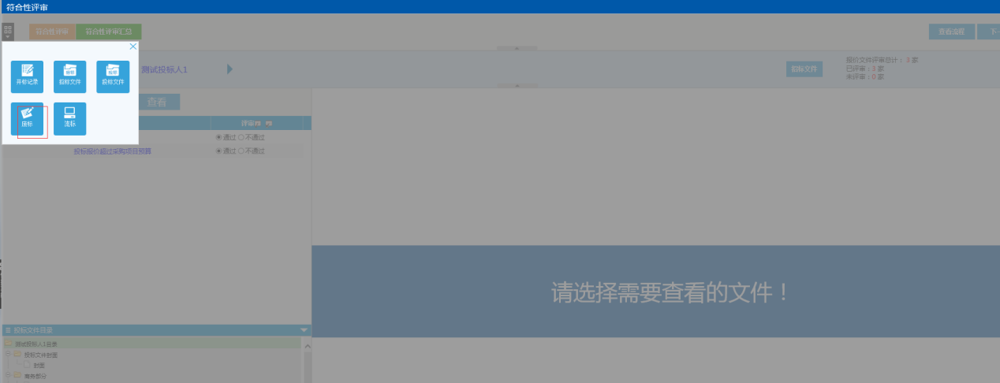 符合性评审
符合性评审 符合性评审汇总 查看流程 下一
开标记录 招标文件 投标文件
废标 流标
测试投标人1 招标文件
报价文件评审总计：3 家
已评审：3 家
未评审：0 家
查看
评审
通过 不通过
投标报价超过采购项目预算 通过 不通过
请选择需要查看的文件！
投标文件目录
测试投标人1目录
投标文件封面
封面
商务部分